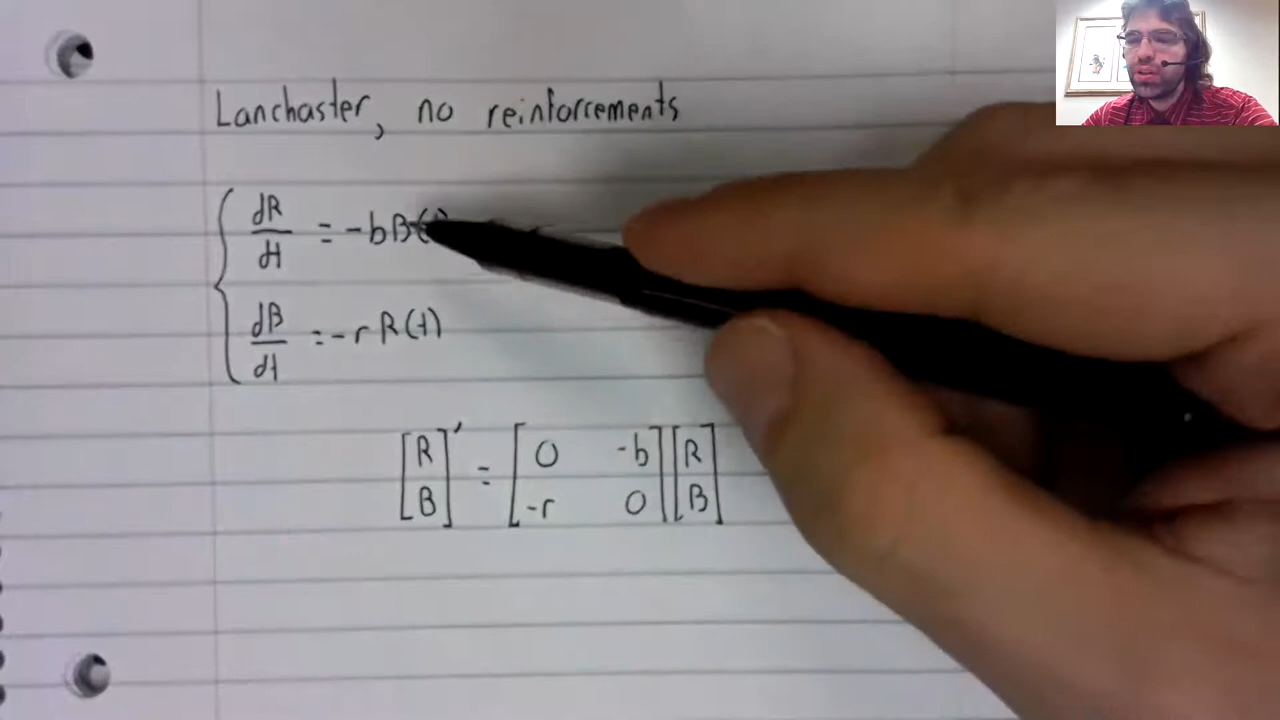 Lanchaster, no reinforcements
dR/dt = -bB(t)
dB/dt = -rR(t)
[R B]' = [0 -b -r 0] [R B]